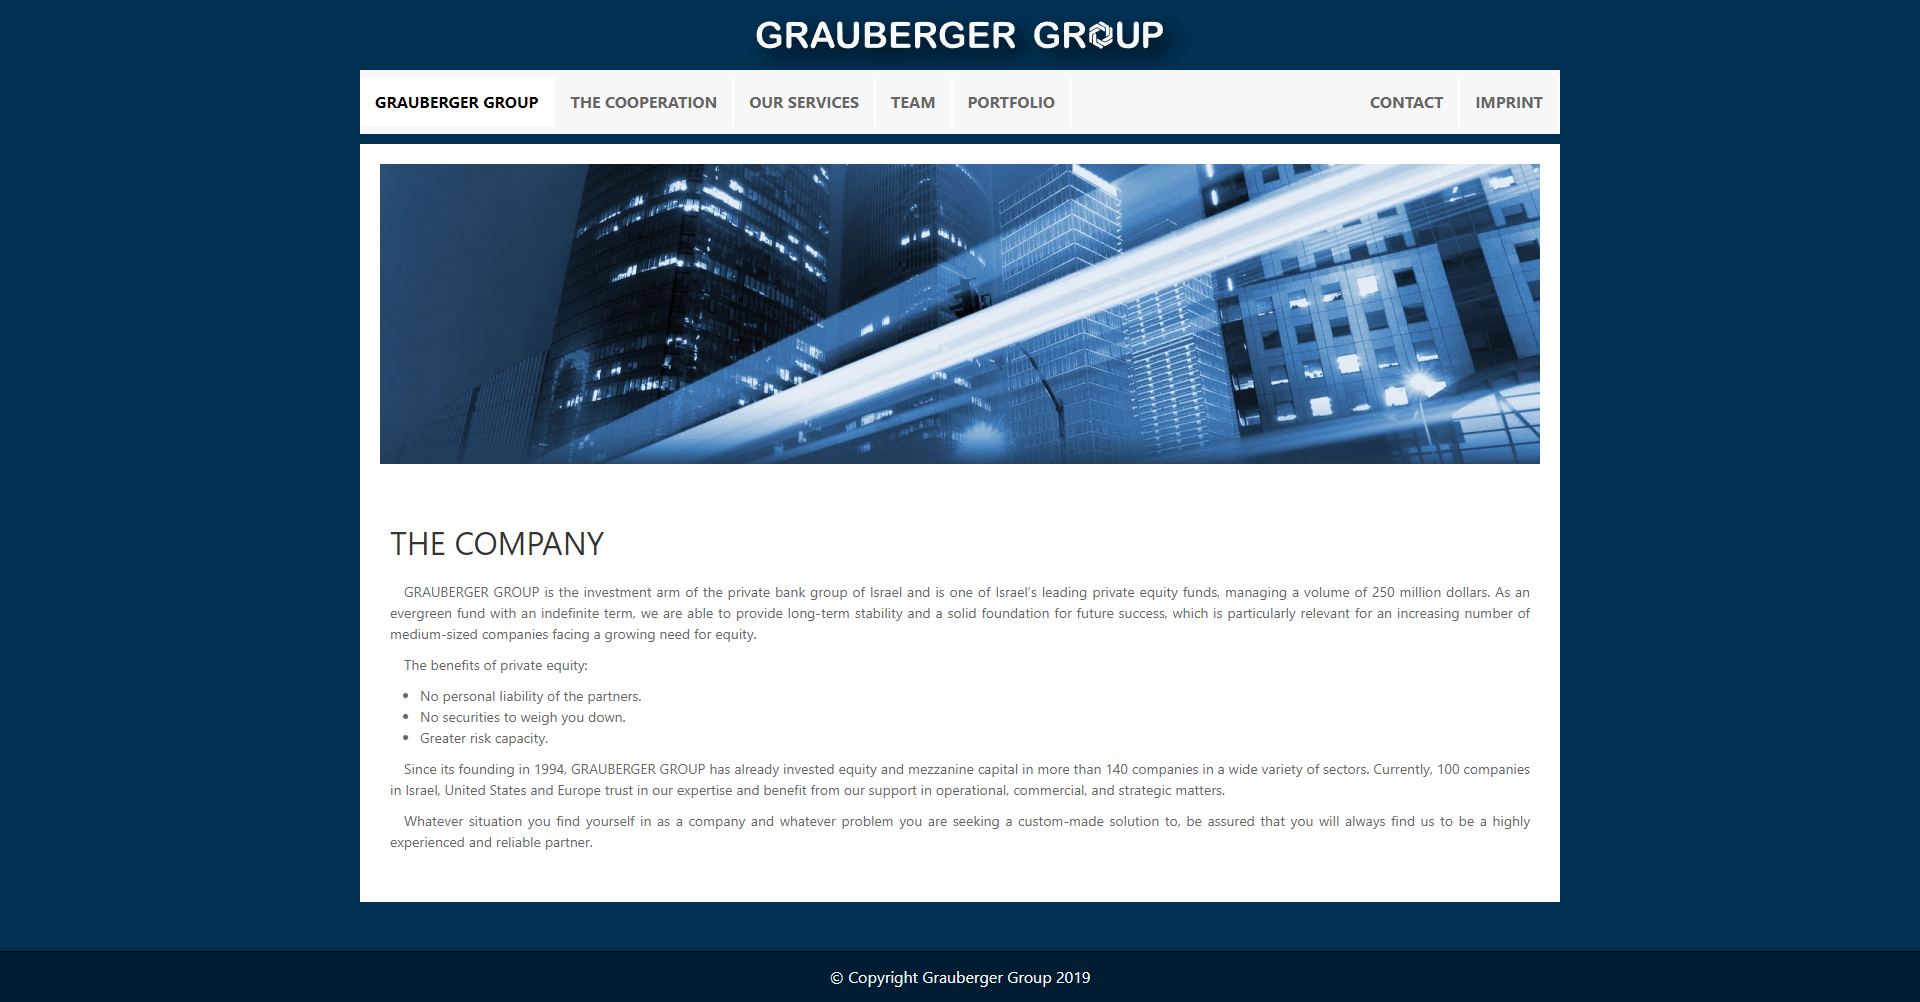 GRAUBERGER GROUP
GRAUBERGER GROUP THE COOPERATION OUR SERVICES TEAM PORTFOLIO CONTACT IMPRINT
THE COMPANY
GRAUBERGER GROUP is the investment arm of the private bank group of Israel and is one of Israel's leading private equity funds, managing a volume of 250 million dollars. As an
evergreen fund with an indefinite term, we are able to provide long-term stability and a solid foundation for future success, which is particularly relevant for an increasing number of
medium-sized companies facing a growing need for equity.
The benefits of private equity:
• No personal liability of the partners.
• No securities to weigh you down.
• Greater risk capacity.
Since its founding in 1994, GRAUBERGER GROUP has already invested equity and mezzanine capital in more than 140 companies in a wide variety of sectors. Currently, 100 companies
in Israel, United States and Europe trust in our expertise and benefit from our support in operational, commercial, and strategic matters.
Whatever situation you find yourself in as a company and whatever problem you are seeking a custom-made solution to, be assured that you will always find us to be a highly
experienced and reliable partner.
© Copyright Grauberger Group 2019